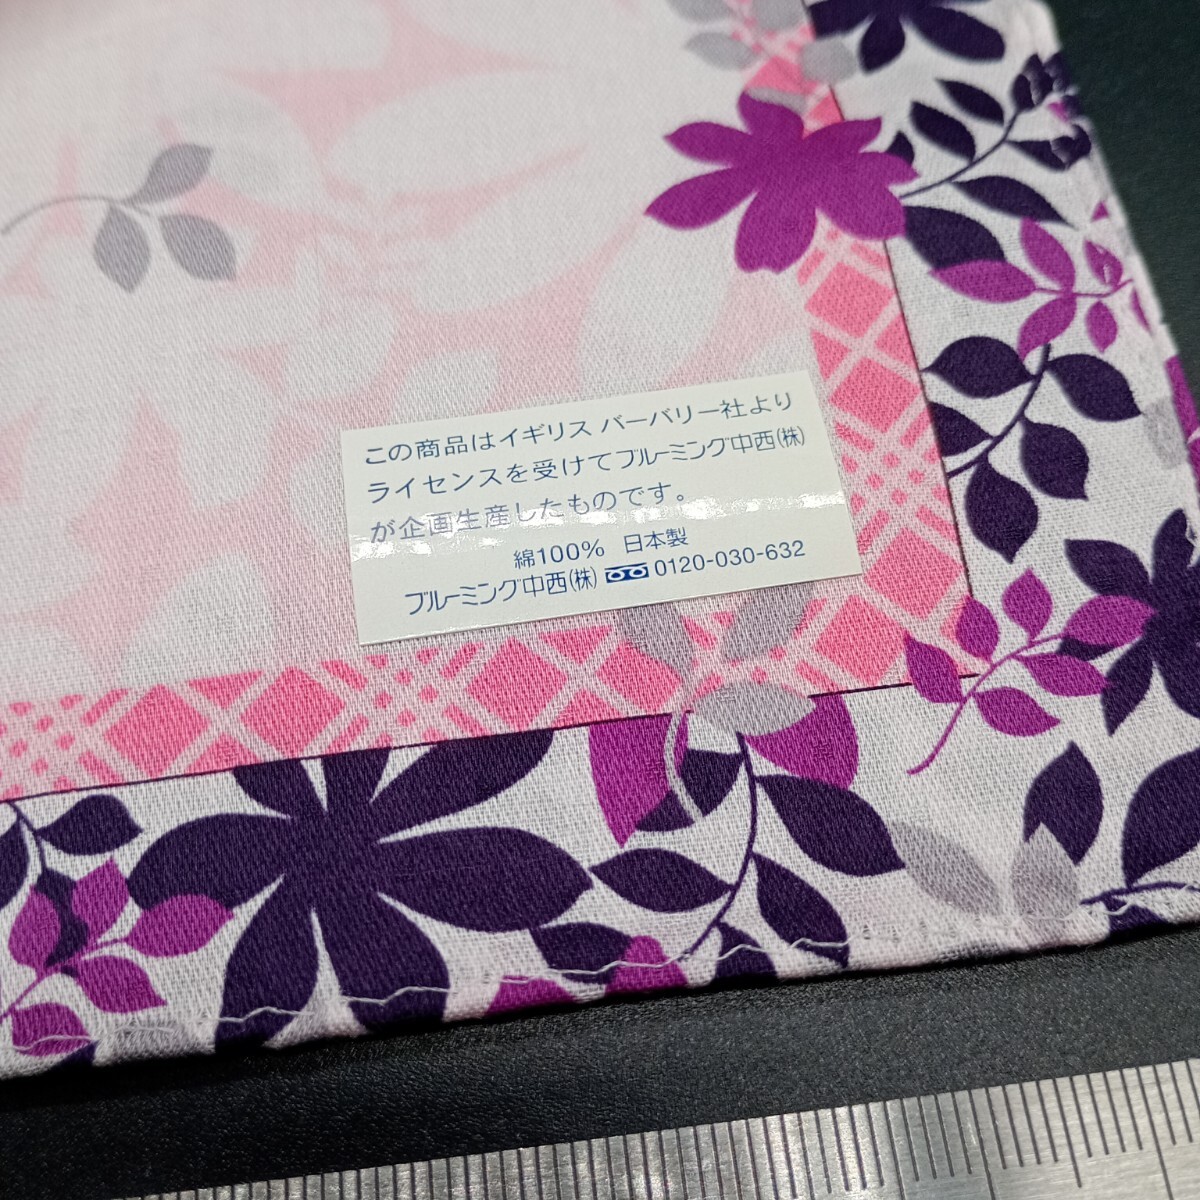 この商品はイギリス バーバリー社より
ライセンスを受けてブルーミング中西(株)
が企画生産したものです。
綿100% 日本製
ブルーミング中西(株) 0120-030-632